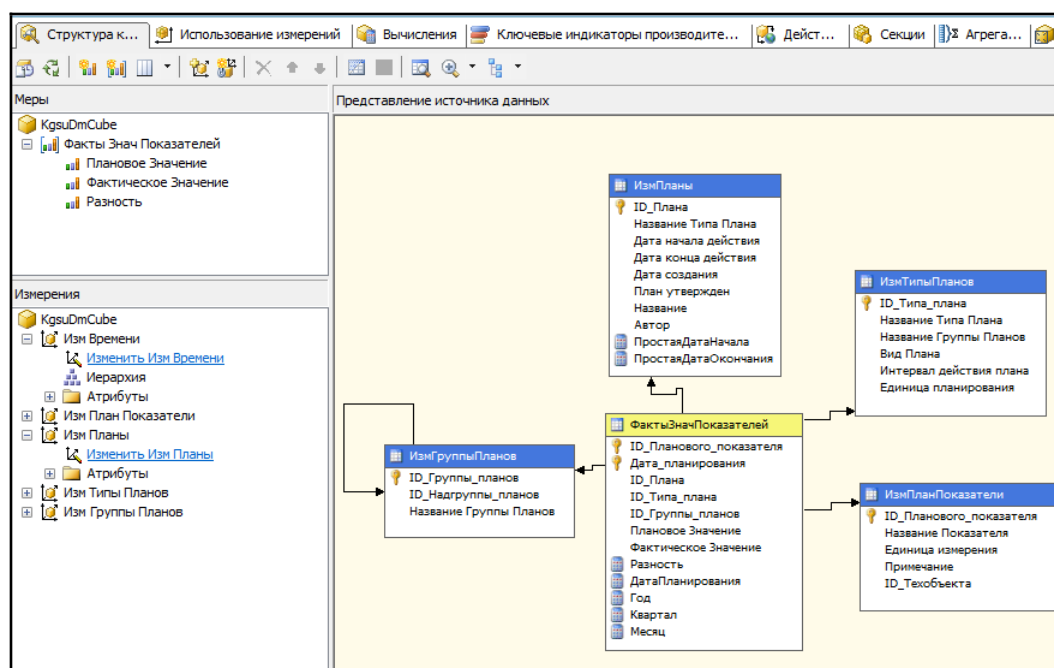 Структура к...
Использование измерений
Вычисления
Ключевые индикаторы производите...
Дейст...
Секции
Агрега...
Меры
KgsuDmCube
Факты Знач Показателей
Плановое Значение
Фактическое Значение
Разность
Измерения
KgsuDmCube
Изм Времени
Изменить Изм Времени
Иерархия
Атрибуты
Изм План Показатели
Изм Планы
Изменить Изм Планы
Атрибуты
Изм Типы Планов
Изм Группы Планов
Представление источника данных
ИзмПланы
ID_Плана
Название Типа Плана
Дата начала действия
Дата конца действия
Дата создания
План утвержден
Название
Автор
ПростаяДатаНачала
ПростаяДатаОкончания
ИзмТипыПланов
ID_Типа_плана
Название Типа Плана
Название Группы Планов
Вид Плана
Интервал действия плана
Единица планирования
ИзмГруппыПланов
ID_Группы_планов
ID_Надгруппы_планов
Название Группы Планов
ФактыЗначПоказателей
ID_Планового_показателя
Дата_планирования
ID_Плана
ID_Типа_плана
ID_Группы_планов
Плановое Значение
Фактическое Значение
Разность
ДатаПланирования
Год
Квартал
Месяц
ИзмПланПоказатели
ID_Планового_показателя
Название Показателя
Единица измерения
Примечание
ID_Техобъекта